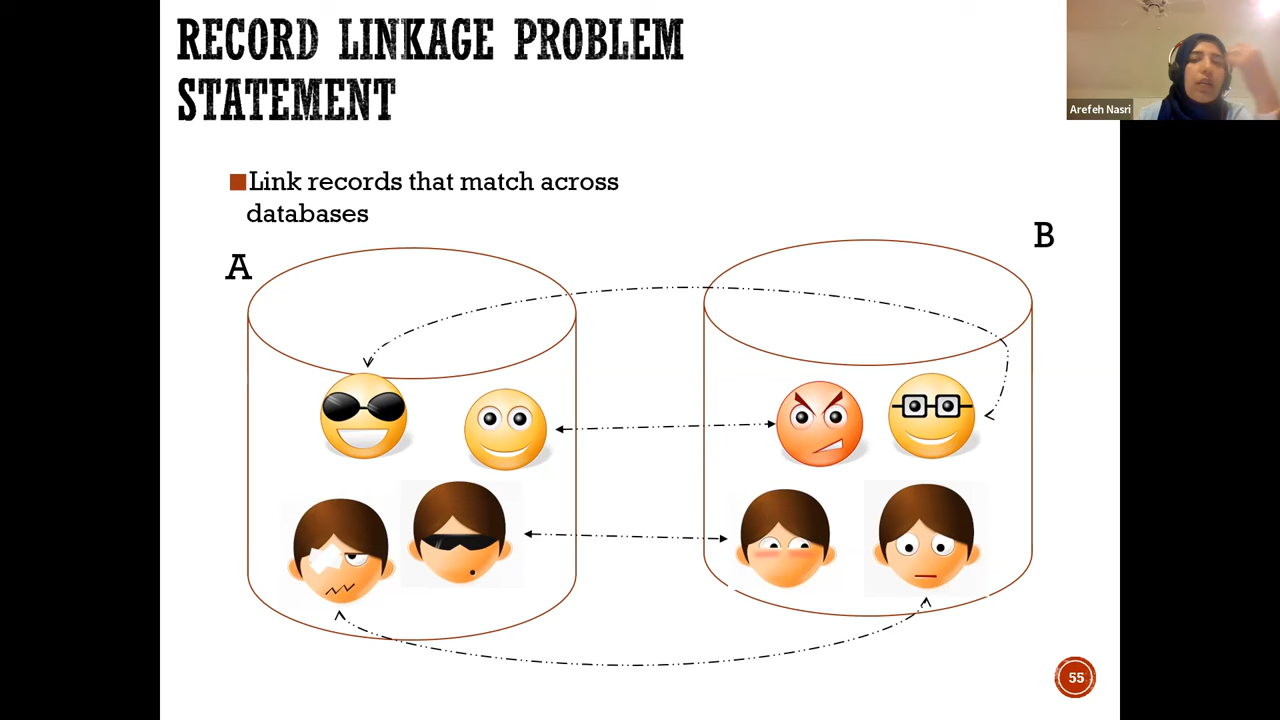 RECORD LINKAGE PROBLEM
STATEMENT
Arefeh Nasri
Link records that match across
databases
A
B
55